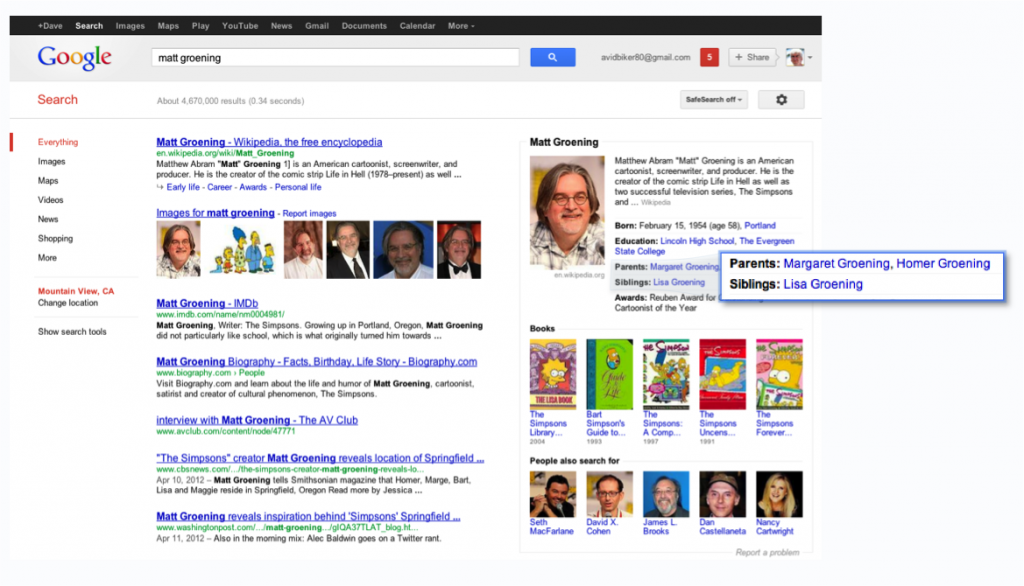 +Dave Search Images Maps Play YouTube News Gmail Documents Calendar More
Google
matt groening
avidbiker80@gmail.com 5 + Share
Search
About 4,670,000 results (0.34 seconds)
SafeSearch off
Everything
Images
Maps
Videos
News
Shopping
More
Mountain View, CA
Change location
Show search tools
Matt Groening - Wikipedia, the free encyclopedia
en.wikipedia.org/wiki/Matt_Groening
Matthew Abram "Matt" Groening 1] is an American cartoonist, screenwriter, and
producer. He is the creator of the comic strip Life in Hell (1978–present) as well ...
Early life - Career - Awards - Personal life
Images for matt groening - Report images
Matt Groening - IMDb
www.imdb.com/name/nm0004981/
Matt Groening, Writer: The Simpsons. Growing up in Portland, Oregon, Matt Groening
did not particularly like school, which is what originally turned him towards ...
Matt Groening Biography - Facts, Birthday, Life Story - Biography.com
www.biography.com › People
Visit Biography.com and learn about the life and humor of Matt Groening, cartoonist,
satirist and creator of cultural phenomenon, The Simpsons.
interview with Matt Groening - The AV Club
www.avclub.com/content/node/47771
"The Simpsons" creator Matt Groening reveals location of Springfield ...
www.cbsnews.com/.../the-simpsons-creator-matt-groening-reveals-lo...
Apr 10, 2012 – Matt Groening tells Smithsonian magazine that Homer, Marge, Bart,
Lisa and Maggie reside in Springfield, Oregon Read more by Jessica ...
Matt Groening reveals inspiration behind 'Simpsons' Springfield ...
www.washingtonpost.com/.../matt-groening.../gIQA37TLAT_blog.ht...
Apr 11, 2012 – Also in the morning mix: Alec Baldwin goes on a Twitter rant.
Matt Groening
Matthew Abram "Matt" Groening is an American
cartoonist, screenwriter, and producer. He is the
creator of the comic strip Life in Hell as well as
two successful television series, The Simpsons
and ... Wikipedia
en.wikipedia.org
Born: February 15, 1954 (age 58), Portland
Education: Lincoln High School, The Evergreen
State College
Parents: Margaret Groening,
Siblings: Lisa Groening
Awards: Reuben Award for
Cartoonist of the Year
Parents: Margaret Groening, Homer Groening
Siblings: Lisa Groening
Books
The Simpsons Library...
2004
Bart Simpson's Guide to...
1993
The Simpsons: A Comp...
1997
The Simpsons Uncens...
1991
The Simpsons Forever...
People also search for
Seth MacFarlane
David X. Cohen
James L. Brooks
Dan Castellaneta
Nancy Cartwright
Report a problem